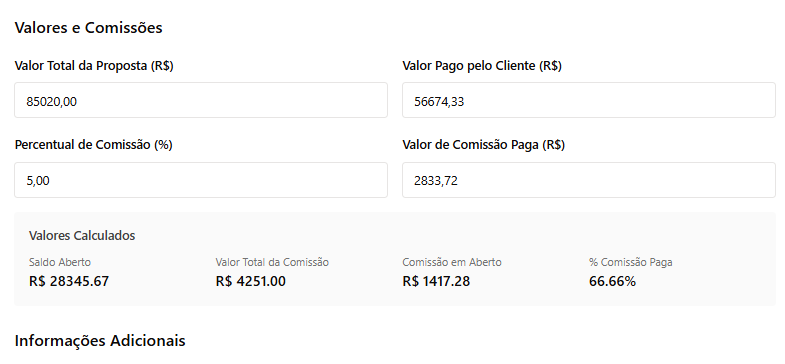 Valores e Comissões
Valor Total da Proposta (R$) Valor Pago pelo Cliente (R$)
85020,00 56674,33
Percentual de Comissão (%) Valor de Comissão Paga (R$)
5,00 2833,72
Valores Calculados
Saldo Aberto Valor Total da Comissão Comissão em Aberto % Comissão Paga
R$ 28345.67 R$ 4251.00 R$ 1417.28 66.66%
Informações Adicionais